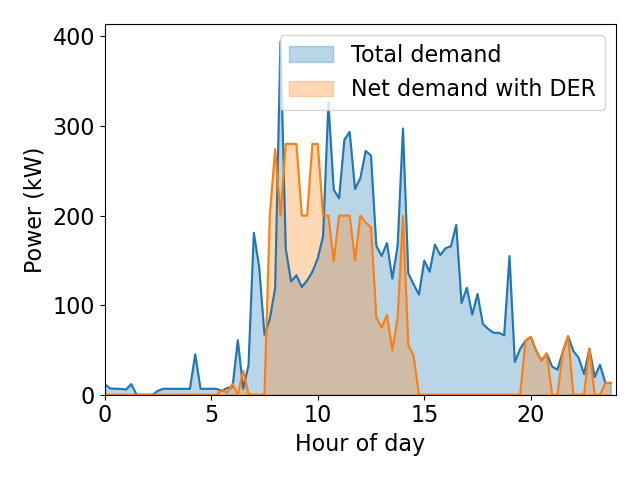 400
300
200
100
0
Power (kW)
Total demand
Net demand with DER
0 5 10 15 20
Hour of day